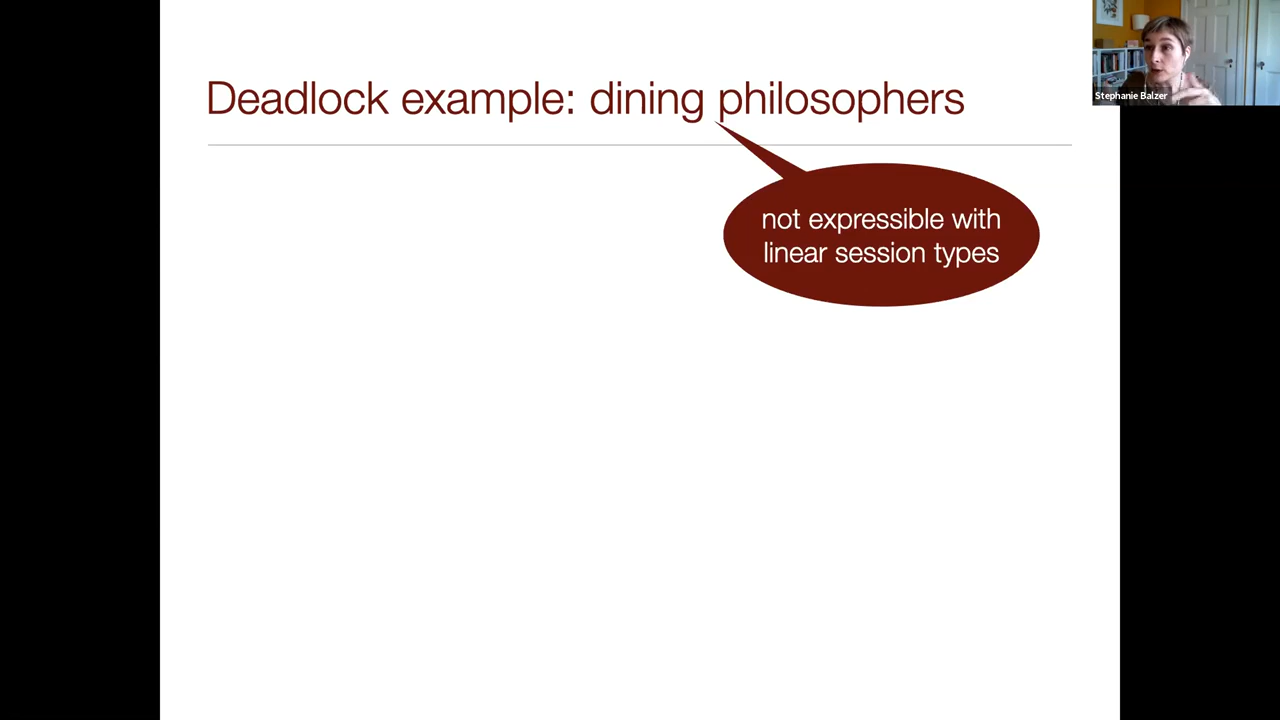 Deadlock example: dining philosophers
not expressible with
linear session types
Stephanie Balzer